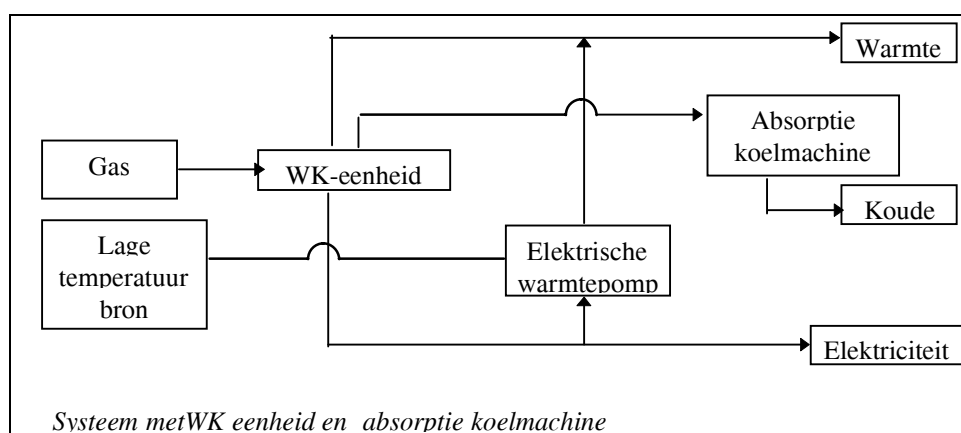 Warmte
Absorptie
koelmachine
Gas
WK-eenheid
Koude
Lage
temperatuur
bron
Elektrische
warmtepomp
Elektriciteit
Systeem metWK eenheid en absorptie koelmachine